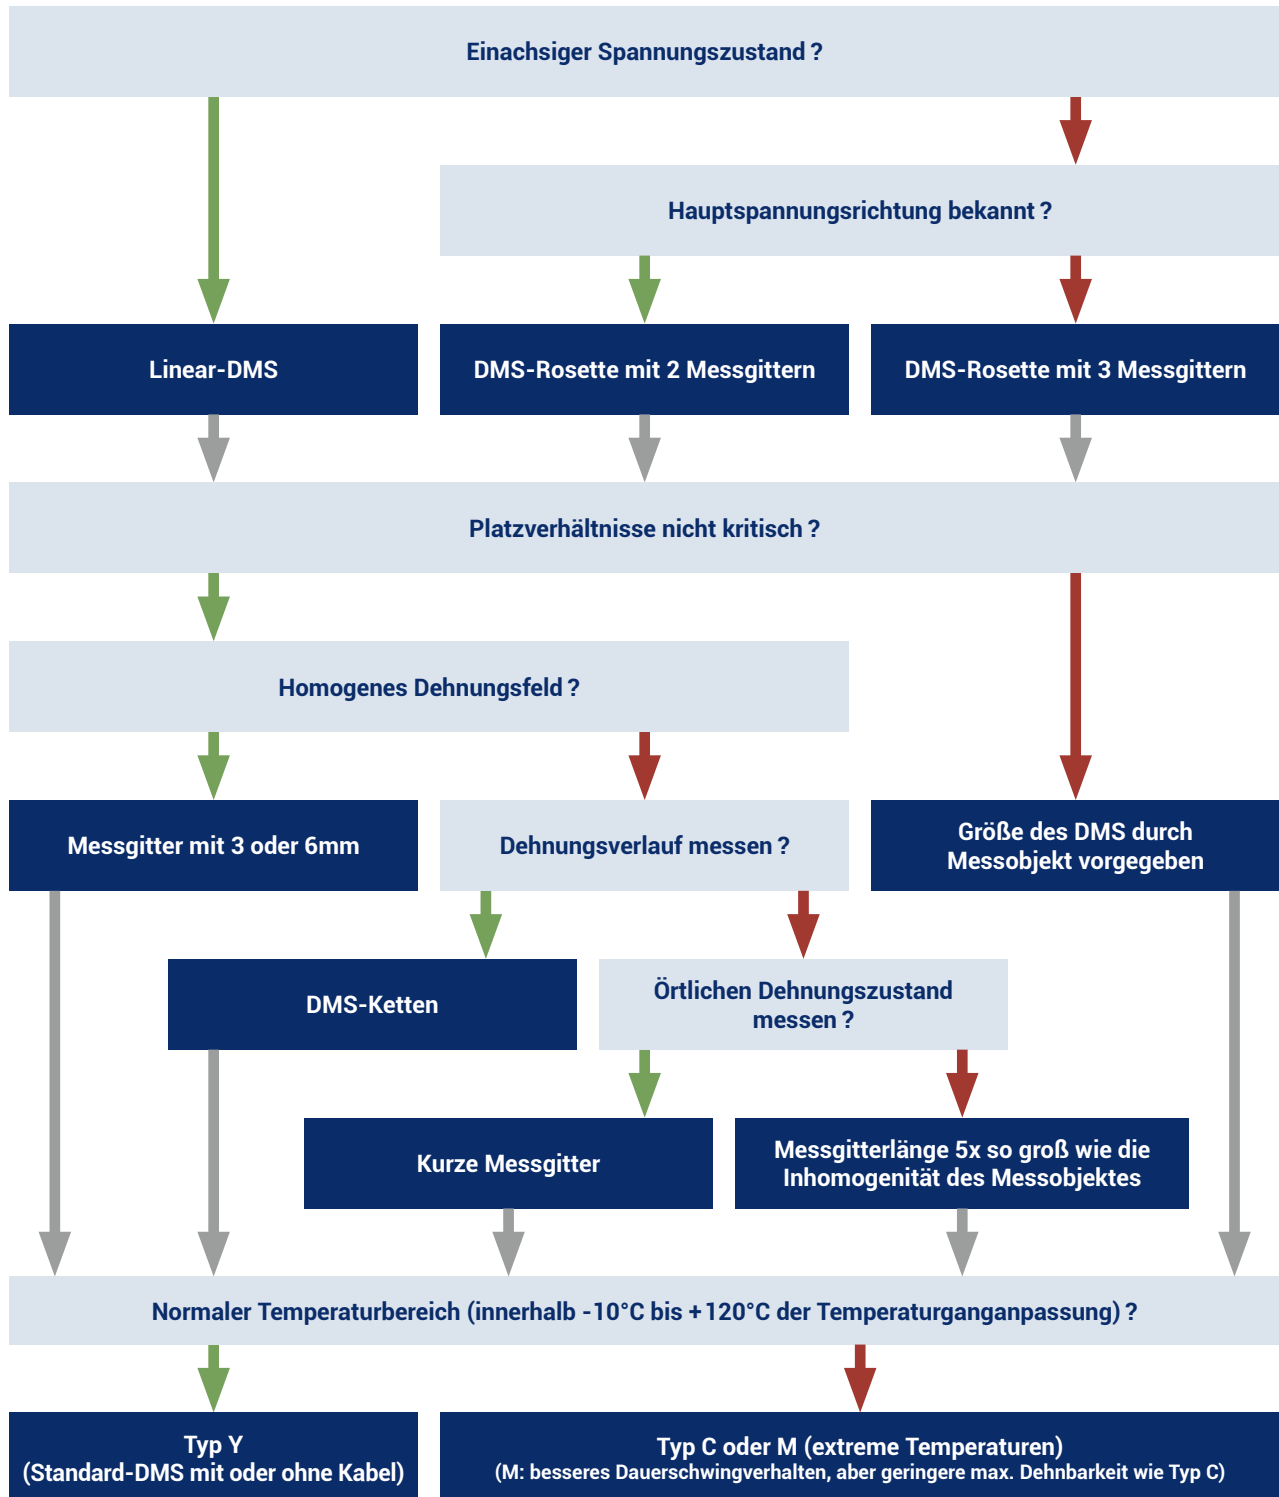 Einachsiger Spannungszustand ?
Hauptspannungsrichtung bekannt ?
Linear-DMS
DMS-Rosette mit 2 Messgittern
DMS-Rosette mit 3 Messgittern
Platzverhältnisse nicht kritisch ?
Homogenes Dehnungsfeld ?
Messgitter mit 3 oder 6mm
Dehnungsverlauf messen ?
Größe des DMS durch
Messobjekt vorgegeben
DMS-Ketten
Örtlichen Dehnungszustand
messen ?
Kurze Messgitter
Messgitterlänge 5x so groß wie die
Inhomogenität des Messobjektes
Normaler Temperaturbereich (innerhalb -10°C bis +120°C der Temperaturganganpassung) ?
Typ Y
(Standard-DMS mit oder ohne Kabel)
Typ C oder M (extreme Temperaturen)
(M: besseres Dauerschwingverhalten, aber geringere max. Dehnbarkeit wie Typ C)